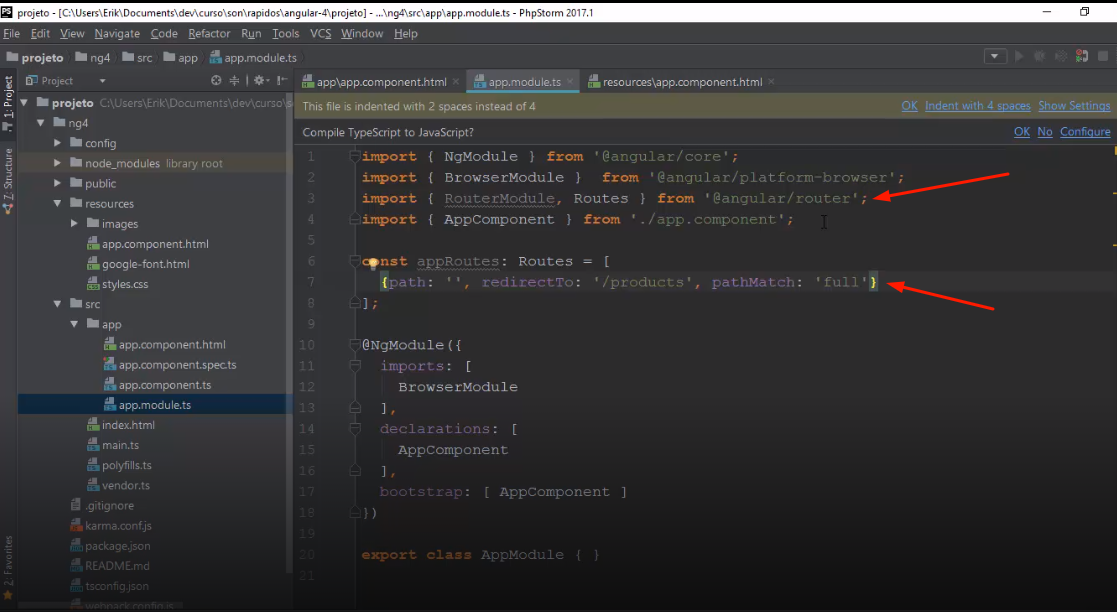 projeto - [C:\Users\Erik\Documents\dev\curso\son\rapidos\angular-4\projeto] - ...\ng4\src\app\app.module.ts - PhpStorm 2017.1
File Edit View Navigate Code Refactor Run Tools VCS Window Help
projeto ng4 src app app.module.ts
Project
app\app.component.html app.module.ts resources\app.component.html
1: Project
Z: Structure
2: Favorites
projeto C:\Users\Erik\Documents\dev\curso\s
ng4
config
node_modules library root
public
resources
images
app.component.html
google-font.html
styles.css
src
app
app.component.html
app.component.spec.ts
app.component.ts
app.module.ts
index.html
main.ts
polyfills.ts
vendor.ts
.gitignore
karma.conf.js
package.json
README.md
tsconfig.json
webpack.config.js
This file is indented with 2 spaces instead of 4 OK Indent with 4 spaces Show Settings
Compile TypeScript to JavaScript? OK No Configure
1 import { NgModule } from '@angular/core';
2 import { BrowserModule }  from '@angular/platform-browser';
3 import { RouterModule, Routes } from '@angular/router';
4 import { AppComponent } from './app.component';
5
6 const appRoutes: Routes = [
7 {path: '', redirectTo: '/products', pathMatch: 'full'}
8 ];
9
10 @NgModule({
11 imports: [
12 BrowserModule
13 ],
14 declarations: [
15 AppComponent
16 ],
17 bootstrap: [ AppComponent ]
18 })
19
20 export class AppModule { }
21